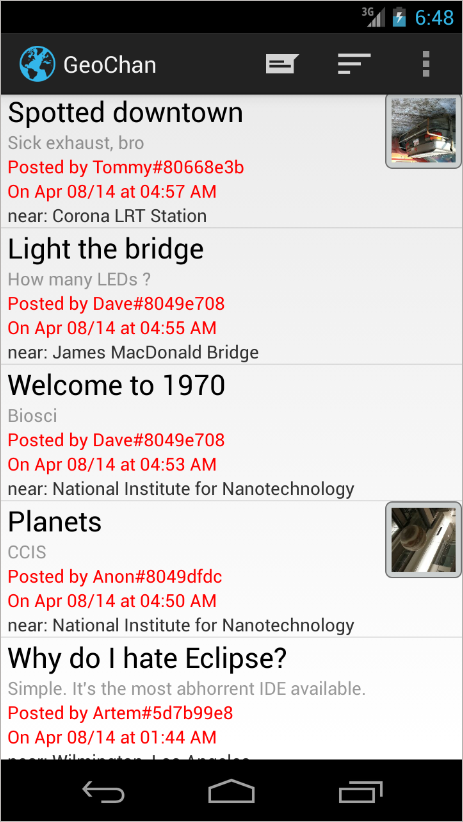 3G 6:48
GeoChan
Spotted downtown
Sick exhaust, bro
Posted by Tommy#80668e3b
On Apr 08/14 at 04:57 AM
near: Corona LRT Station
Light the bridge
How many LEDs ?
Posted by Dave#8049e708
On Apr 08/14 at 04:55 AM
near: James MacDonald Bridge
Welcome to 1970
Biosci
Posted by Dave#8049e708
On Apr 08/14 at 04:53 AM
near: National Institute for Nanotechnology
Planets
CCIS
Posted by Anon#8049dfdc
On Apr 08/14 at 04:50 AM
near: National Institute for Nanotechnology
Why do I hate Eclipse?
Simple. It's the most abhorrent IDE available.
Posted by Artem#5d7b99e8
On Apr 08/14 at 01:44 AM
near: Wilmington, Los Angeles